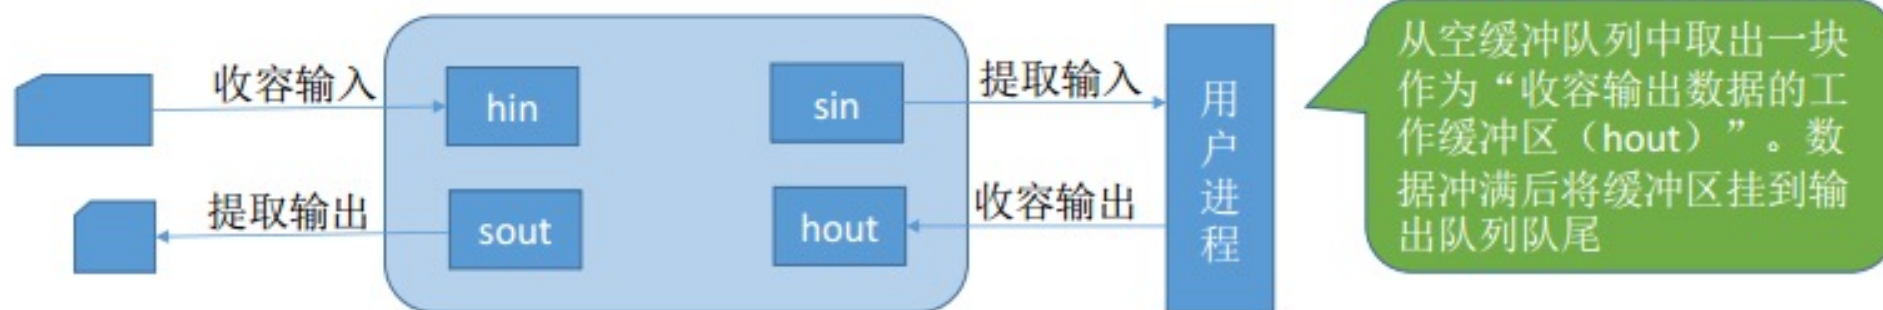 收容输入
hin
sin
提取输入
提取输出
sout
hout
收容输出
用户进程
从空缓冲队列中取出一块
作为“收容输出数据的工
作缓冲区（hout）”。数
据冲满后将缓冲区挂到输
出队列队尾